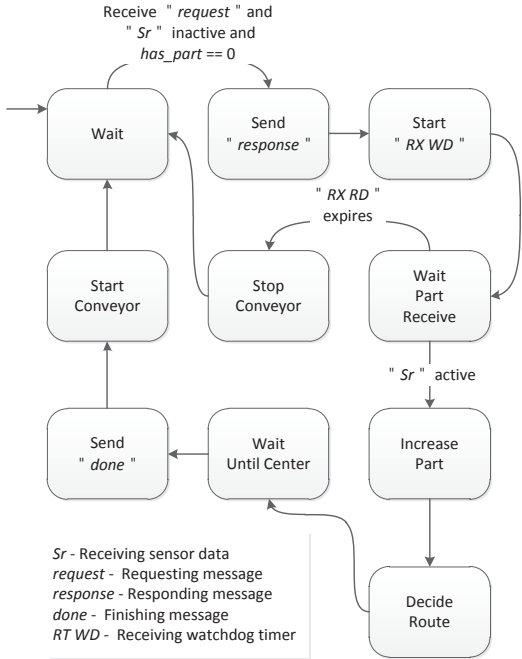 Receive " request " and
" Sr " inactive and
has_part == 0
Wait
Send
" response "
Start
" RX WD "
" RX RD "
expires
Start
Conveyor
Stop
Conveyor
Wait
Part
Receive
" Sr " active
Send
" done "
Wait
Until Center
Increase
Part
Decide
Route
Sr - Receiving sensor data
request - Requesting message
response - Responding message
done - Finishing message
RT WD - Receiving watchdog timer